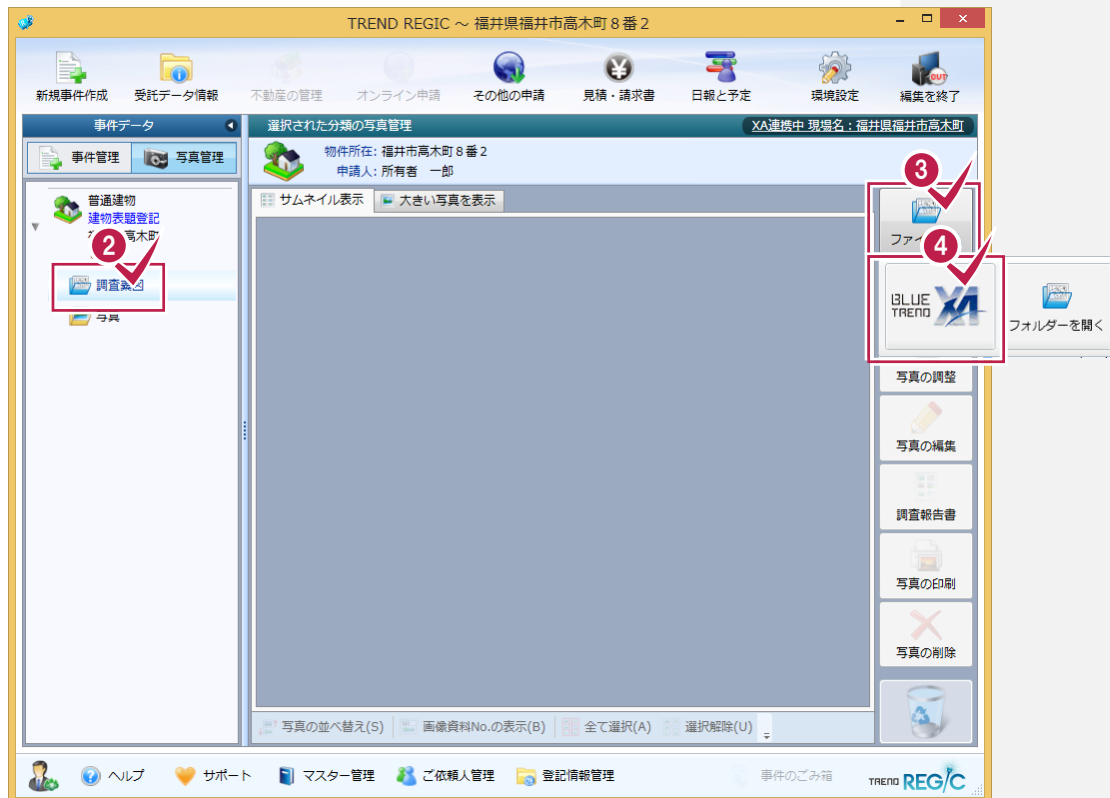 TREND REGIC ～ 福井県福井市高木町８番２
新規事件作成
受託データ情報
不動産の管理
オンライン申請
その他の申請
見積・請求書
日報と予定
環境設定
編集を終了
事件データ
選択された分類の写真管理
XA連携中 現場名：福井県福井市高木町
事件管理
写真管理
物件所在: 福井市高木町８番２
申請人: 所有者　一郎
3
サムネイル表示
大きい写真を表示
普通建物
建物表題登記
高木町
2
調査素図
写真
ファイ
4
BLUE TREND XA
フォルダーを開く
写真の調整
写真の編集
調査報告書
写真の印刷
写真の削除
写真の並べ替え(S)
画像資料No.の表示(B)
全て選択(A)
選択解除(U)
ヘルプ
サポート
マスター管理
ご依頼人管理
登記情報管理
事件のごみ箱
TREND REGIC